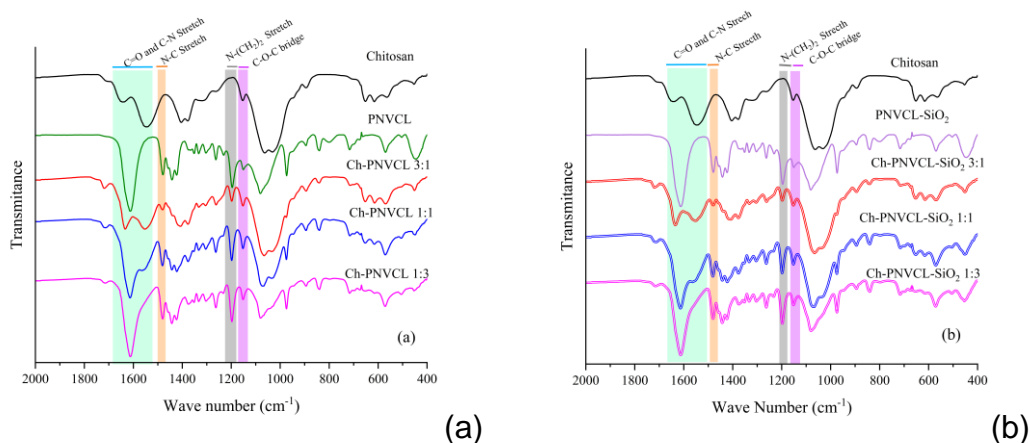 C=O and C-N Stretch
N-C Stretch
N-(CH2)2 Stretch
C-O-C bridge
Chitosan
PNVCL
Ch-PNVCL 3:1
Ch-PNVCL 1:1
Ch-PNVCL 1:3
(a)
Transmitance
2000 1800 1600 1400 1200 1000 800 600 400
Wave number (cm-1)
(a)
C=O and C-N Stretch
N-C Strecth
N-(CH2)2 Strecth
C-O-C bridge
Chitosan
PNVCL-SiO2
Ch-PNVCL-SiO2 3:1
Ch-PNVCL-SiO2 1:1
Ch-PNVCL-SiO2 1:3
(b)
Transmitance
2000 1800 1600 1400 1200 1000 800 600 400
Wave Number (cm-1)
(b)